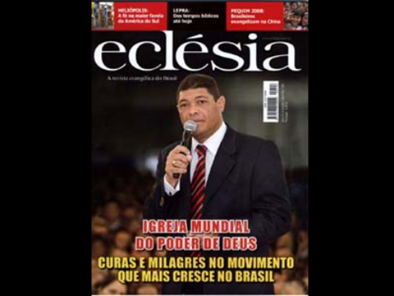 HELIÓPOLIS:
A fé na maior favela
da América do Sul
LEPRA:
Dos tempos bíblicos
até hoje
PEQUIM 2008:
Brasileiros
evangelizam na China
eclésia
A revista evangélica do Brasil
IGREJA MUNDIAL
DO PODER DE DEUS
CURAS E MILAGRES NO MOVIMENTO
QUE MAIS CRESCE NO BRASIL